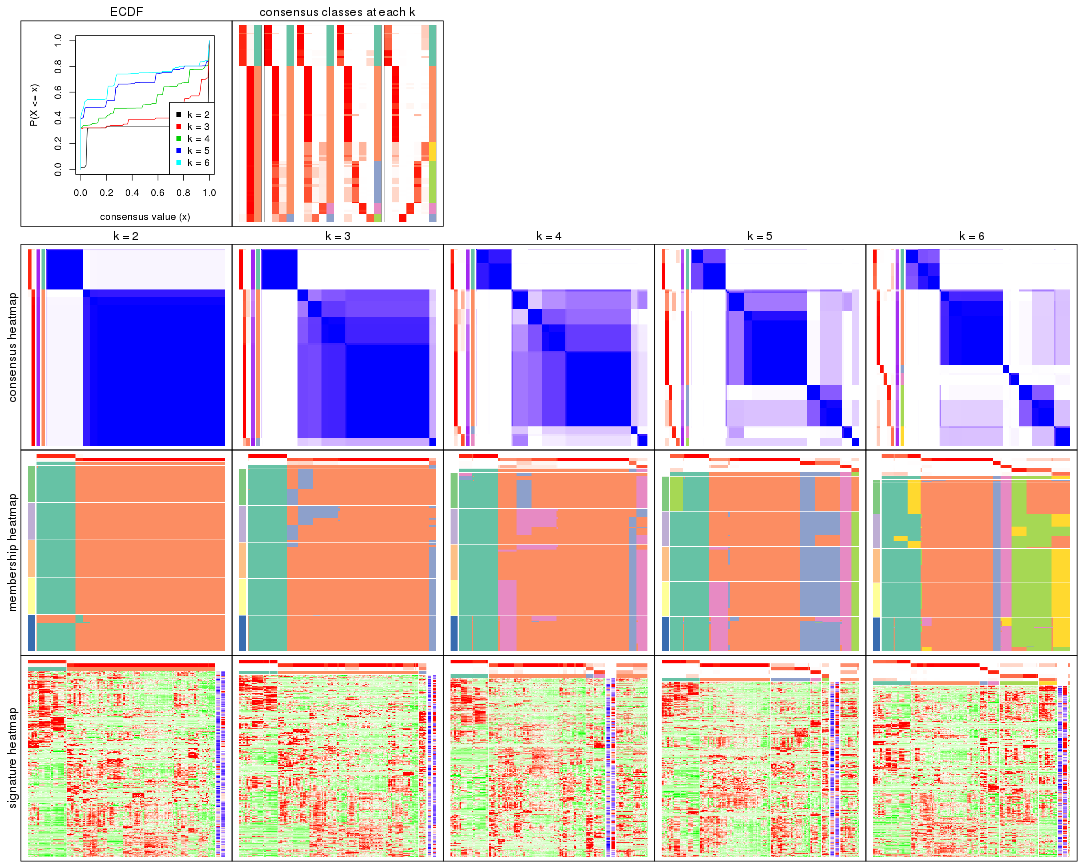 ECDF
consensus classes at each k
P(X <= x)
0.0 0.2 0.4 0.6 0.8 1.0
k = 2
k = 3
k = 4
k = 5
k = 6
0.0 0.2 0.4 0.6 0.8 1.0
consensus value (x)
k = 2
k = 3
k = 4
k = 5
k = 6
consensus heatmap
membership heatmap
signature heatmap